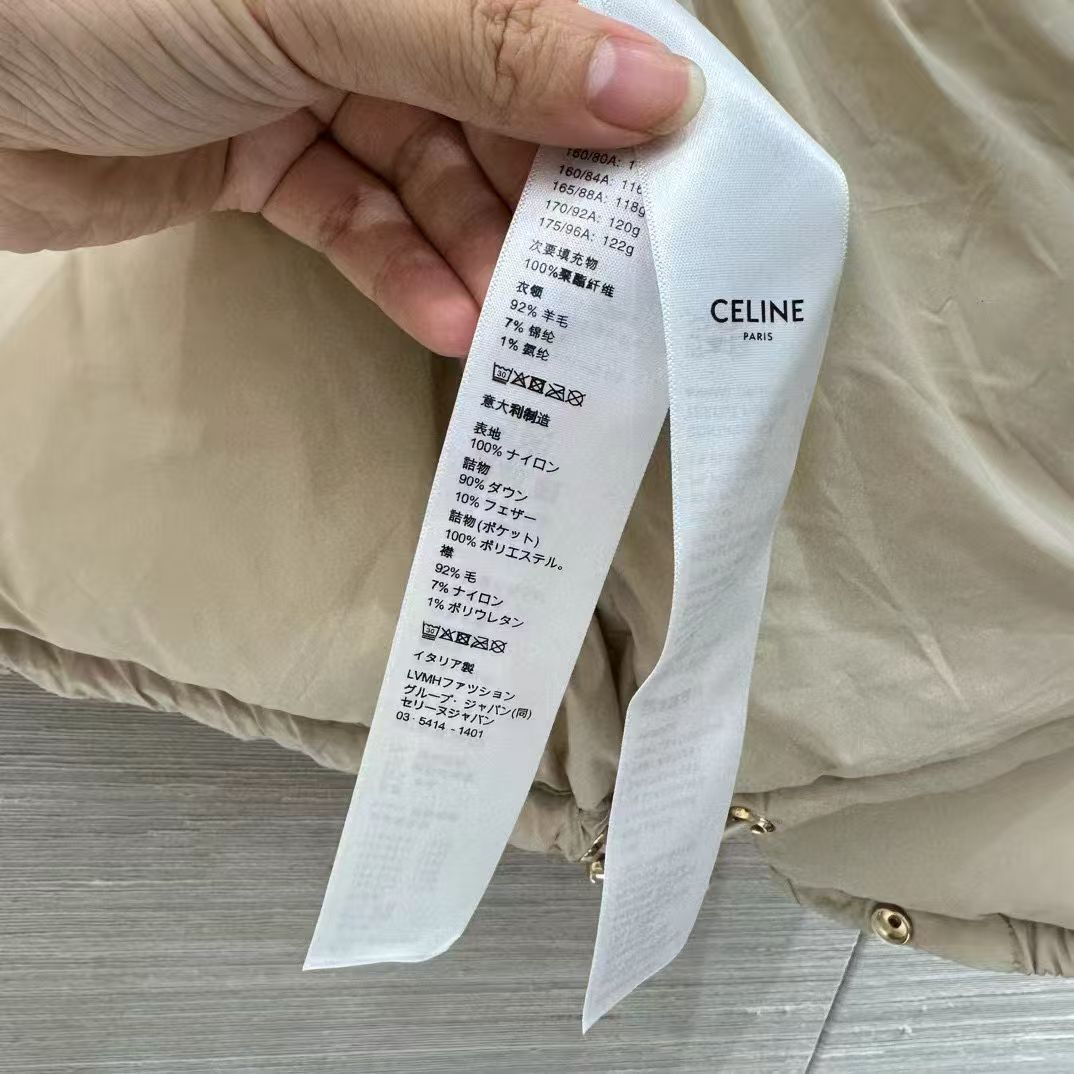 160/80A: 1
160/84A: 116
165/88A: 118g
170/92A: 120g
175/96A: 122g
次要填充物
100%聚酯纤维
衣领
92% 羊毛
7% 锦纶
1% 氨纶
30
意大利制造
表地
100% ナイロン
詰物
90% ダウン
10% フェザー
詰物(ポケット)
100% ポリエステル。
襟
92% 毛
7% ナイロン
1% ポリウレタン
30
イタリア製
LVMHファッション
グループ・ジャパン(同)
セリーヌジャパン
03・5414 - 1401
CELINE
PARIS